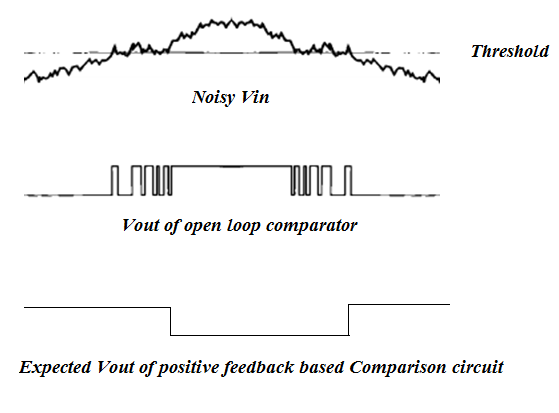 Threshold
Noisy Vin
Vout of open loop comparator
Expected Vout of positive feedback based Comparison circuit